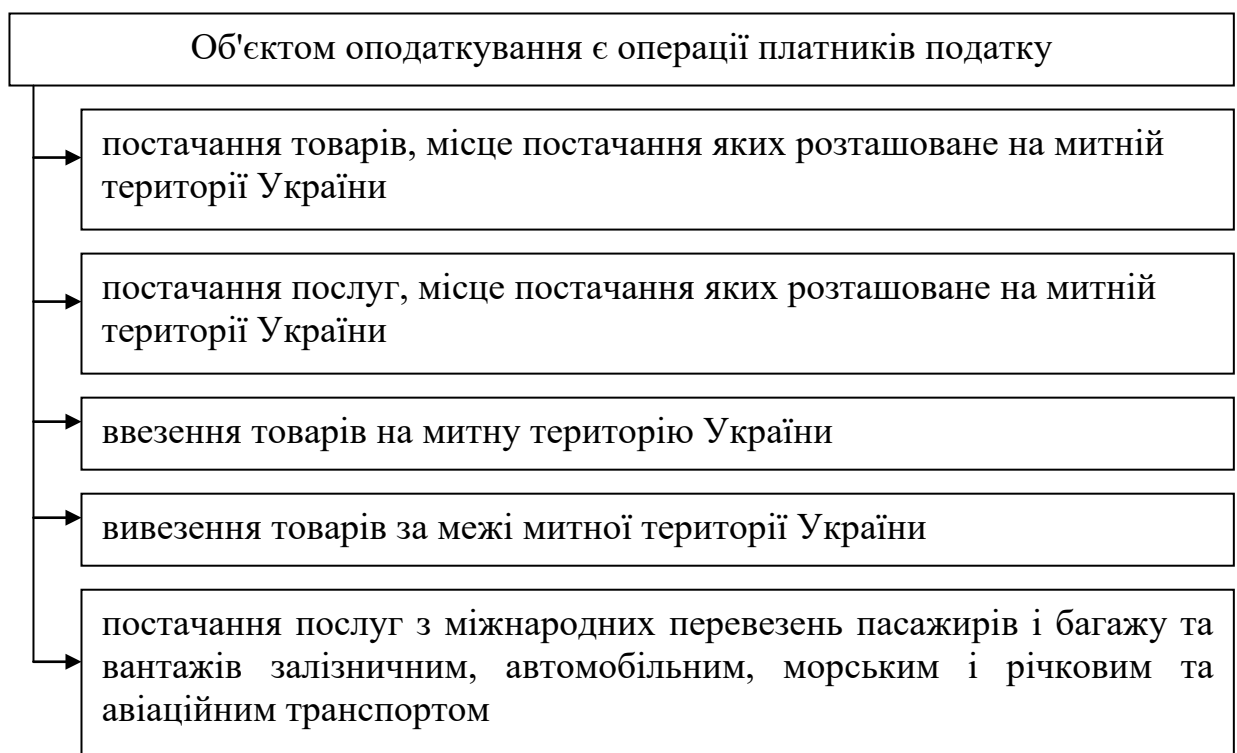 Об'єктом оподаткування є операції платників податку
постачання товарів, місце постачання яких розташоване на митній
території України
постачання послуг, місце постачання яких розташоване на митній
території України
ввезення товарів на митну територію України
вивезення товарів за межі митної території України
постачання послуг з міжнародних перевезень пасажирів і багажу та
вантажів залізничним, автомобільним, морським і річковим та
авіаційним транспортом